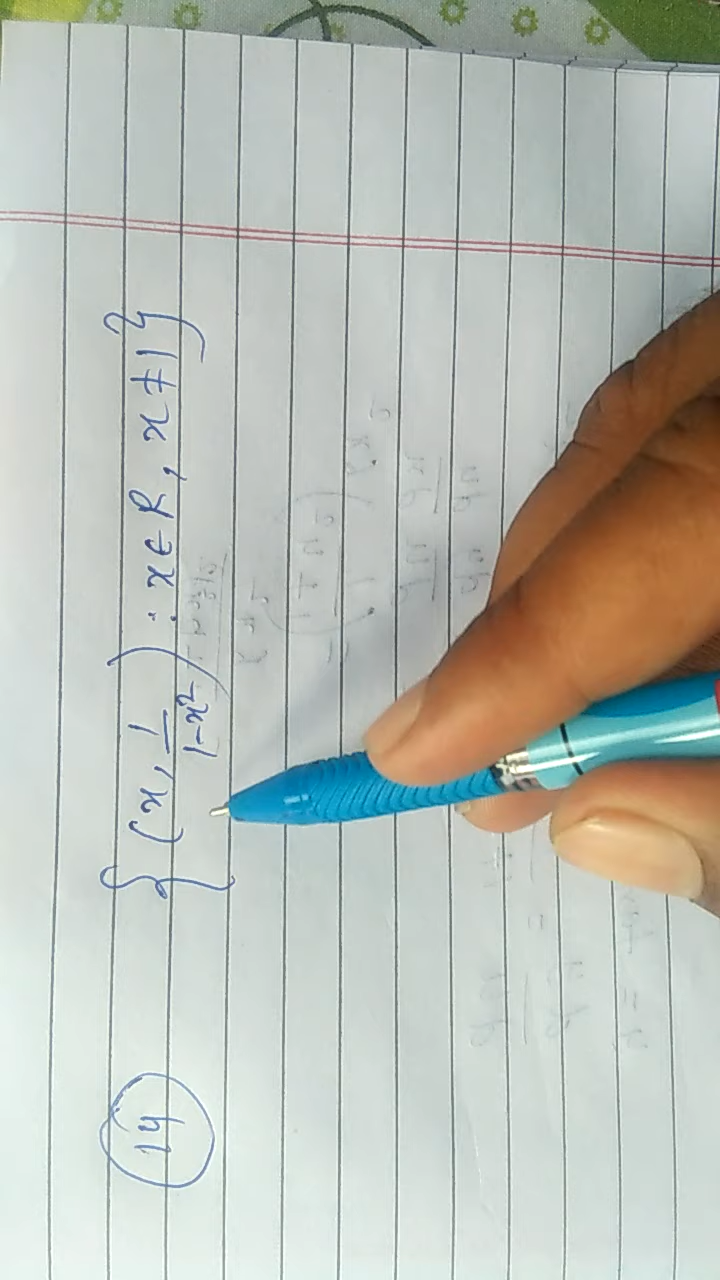 (14) { (x, 1/(1-x²)) : x ∈ R, x ≠ 1 }